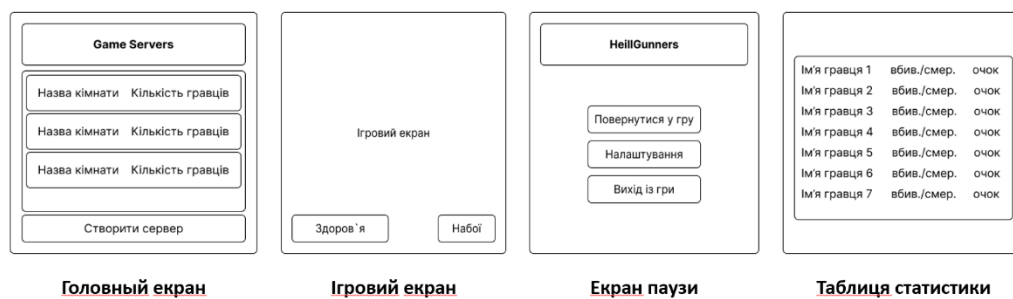 Game Servers
Назва кімнати Кількість гравців
Назва кімнати Кількість гравців
Назва кімнати Кількість гравців
Створити сервер
Головный екран
Ігровий екран
Здоров`я
Набої
Ігровий екран
HeillGunners
Повернутися у гру
Налаштування
Вихід із гри
Екран паузи
Ім'я гравця 1 вбив./смер. очок
Ім'я гравця 2 вбив./смер. очок
Ім'я гравця 3 вбив./смер. очок
Ім'я гравця 4 вбив./смер. очок
Ім'я гравця 5 вбив./смер. очок
Ім'я гравця 6 вбив./смер. очок
Ім'я гравця 7 вбив./смер. очок
Таблиця статистики